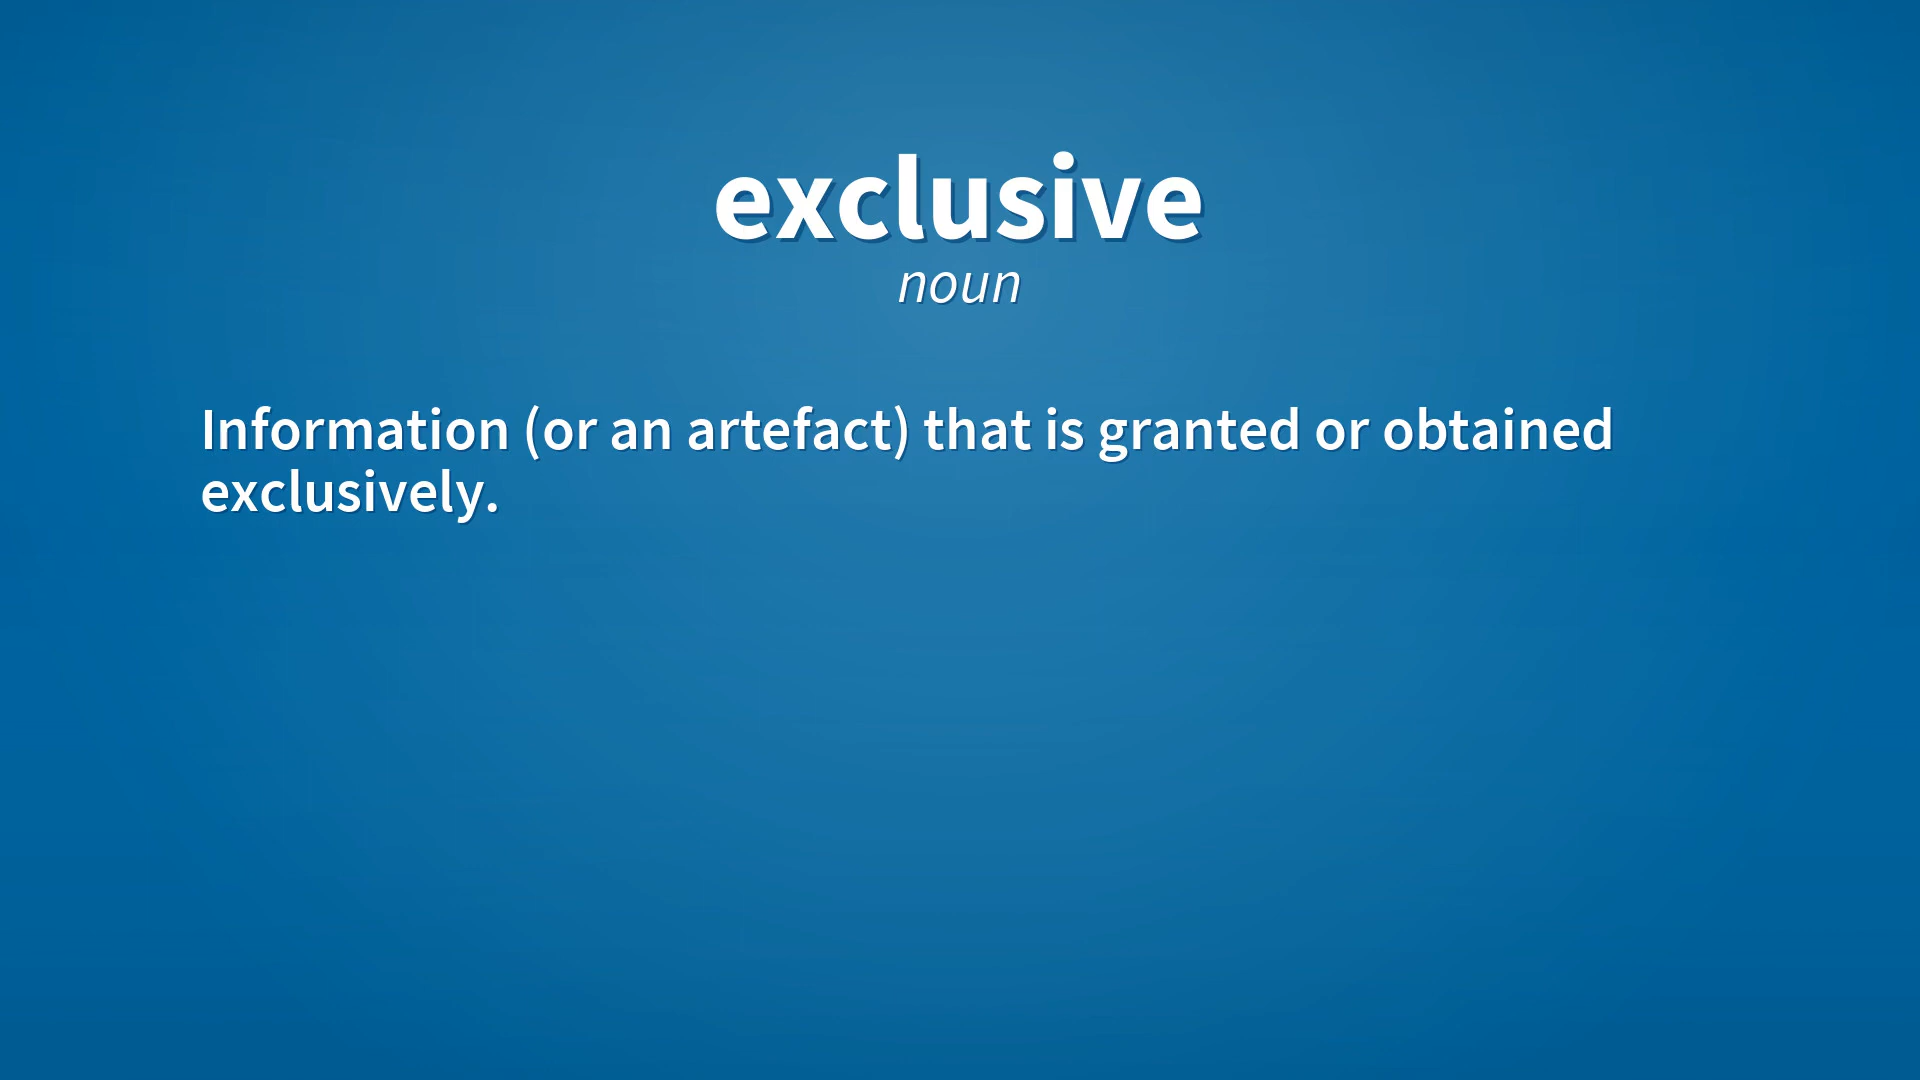 exclusive
noun
Information (or an artefact) that is granted or obtained
exclusively.